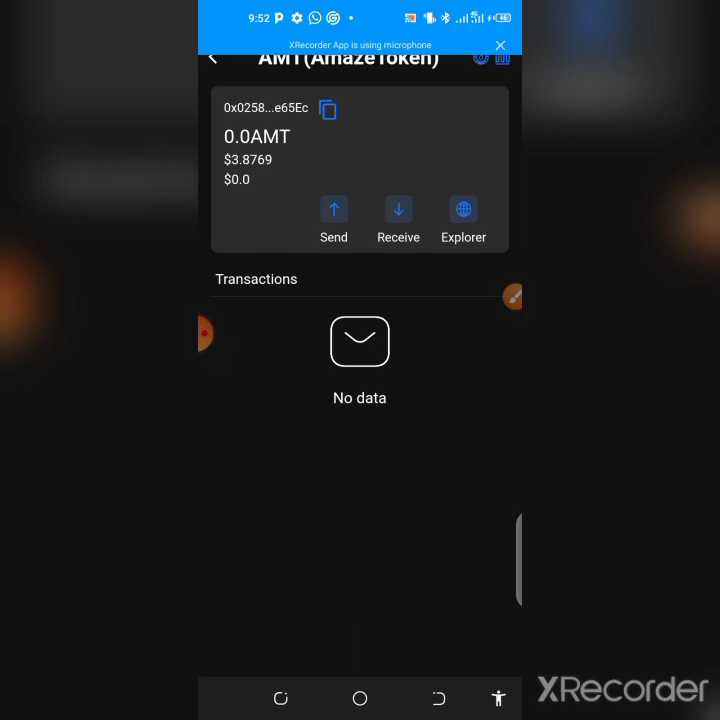 9:52
46
XRecorder App is using microphone
AMT(AmazeToken)
0x0258...e65Ec
0.0AMT
$3.8769
$0.0
Send Receive Explorer
Transactions
No data
XRecorder